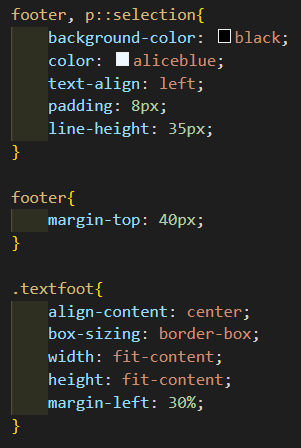 footer, p::selection{
background-color: black;
color: aliceblue;
text-align: left;
padding: 8px;
line-height: 35px;
}
footer{
margin-top: 40px;
}
.textfoot{
align-content: center;
box-sizing: border-box;
width: fit-content;
height: fit-content;
margin-left: 30%;
}